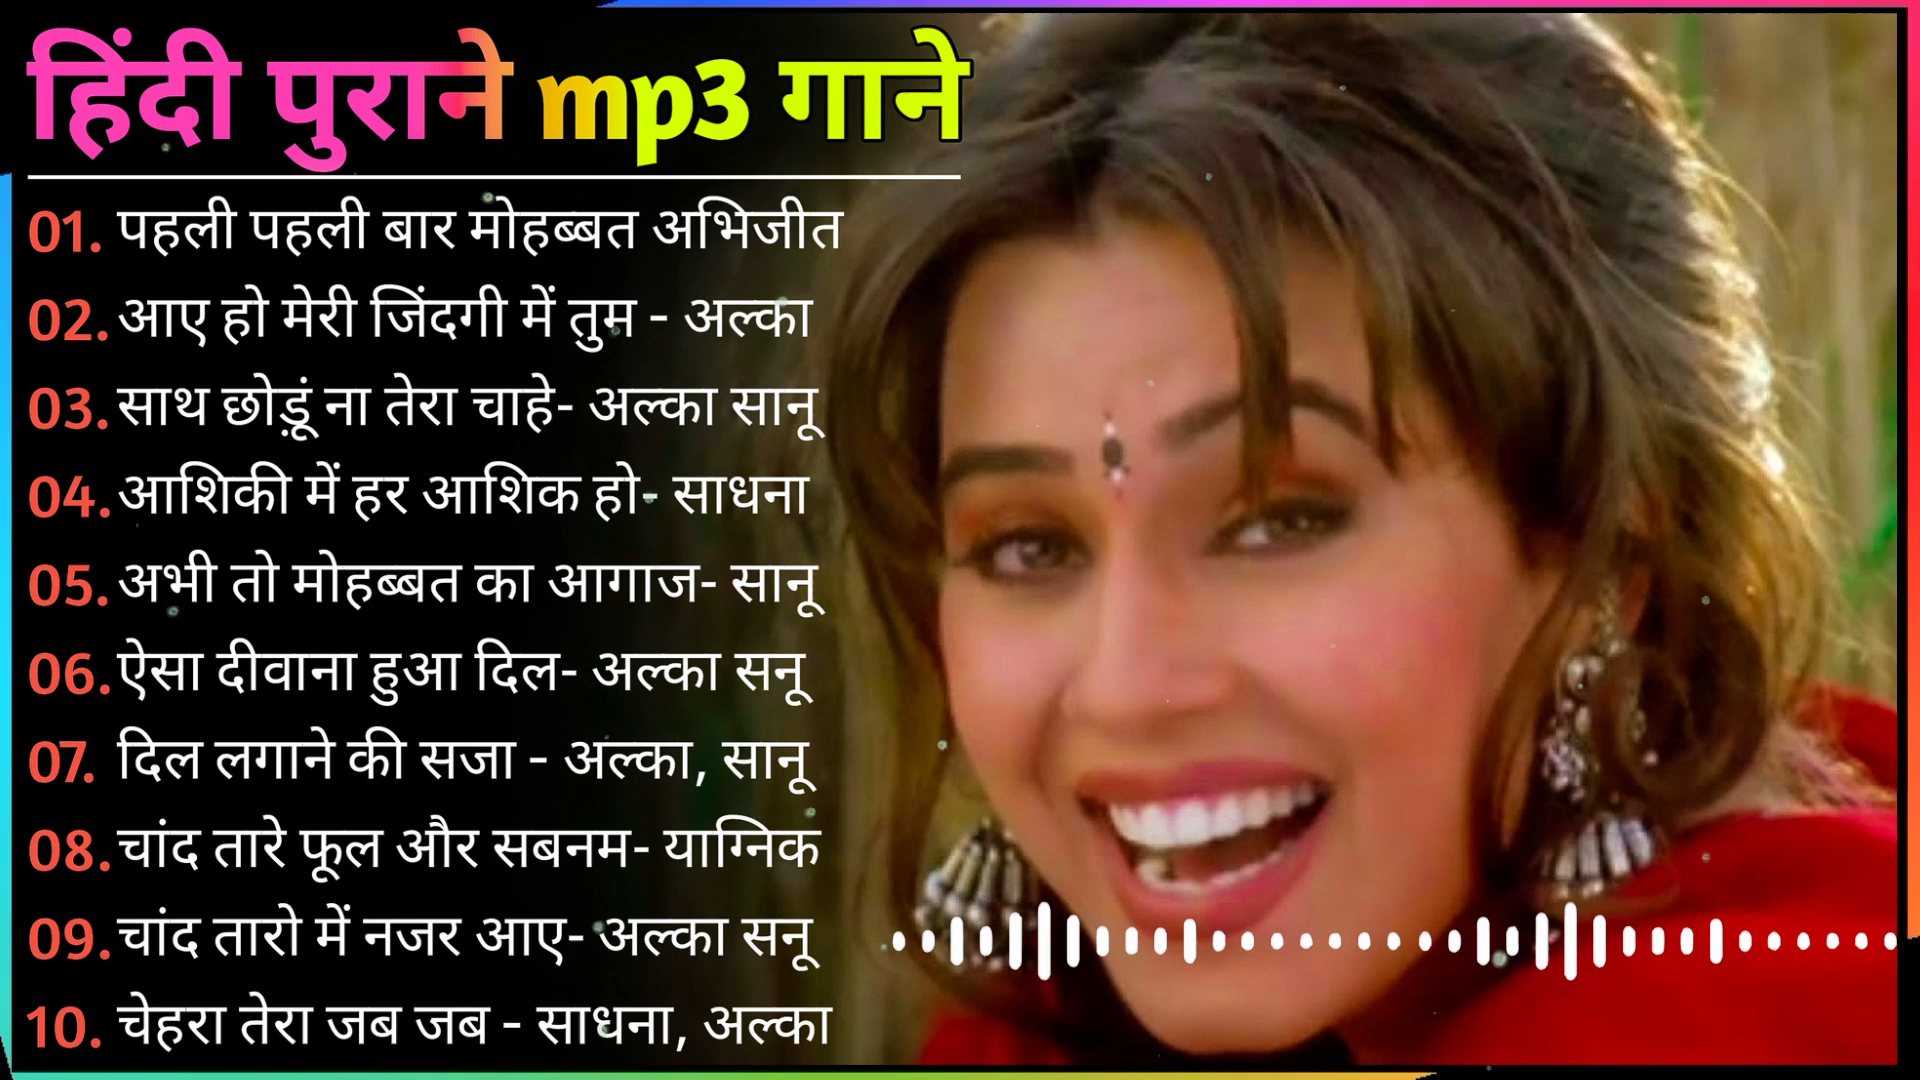 हिंदी पुराने mp3 गाने
01. पहली पहली बार मोहब्बत अभिजीत
02. आए हो मेरी जिंदगी में तुम - अल्का
03. साथ छोड़ूं ना तेरा चाहे- अल्का सानू
04. आशिकी में हर आशिक हो- साधना
05. अभी तो मोहब्बत का आगाज- सानू
06. ऐसा दीवाना हुआ दिल- अल्का सनू
07. दिल लगाने की सजा - अल्का, सानू
08. चांद तारे फूल और सबनम- याग्निक
09. चांद तारो में नजर आए- अल्का सनू
10. चेहरा तेरा जब जब - साधना, अल्का